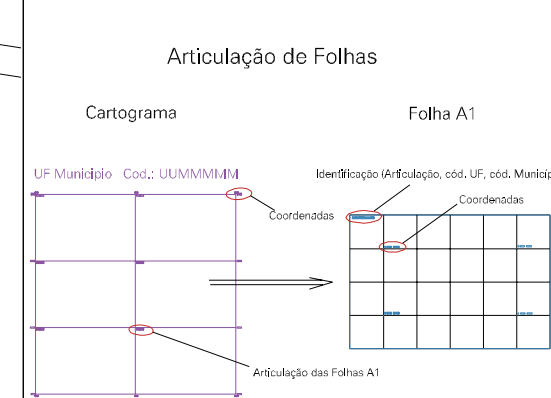 Articulação de Folhas
Cartograma
Folha A1
UF Municipio Cod.: UUMMMMM
Identificação (Articulação, cód. UF, cód. Municíp
Coordenadas
Coordenadas
Articulação das Folhas A1